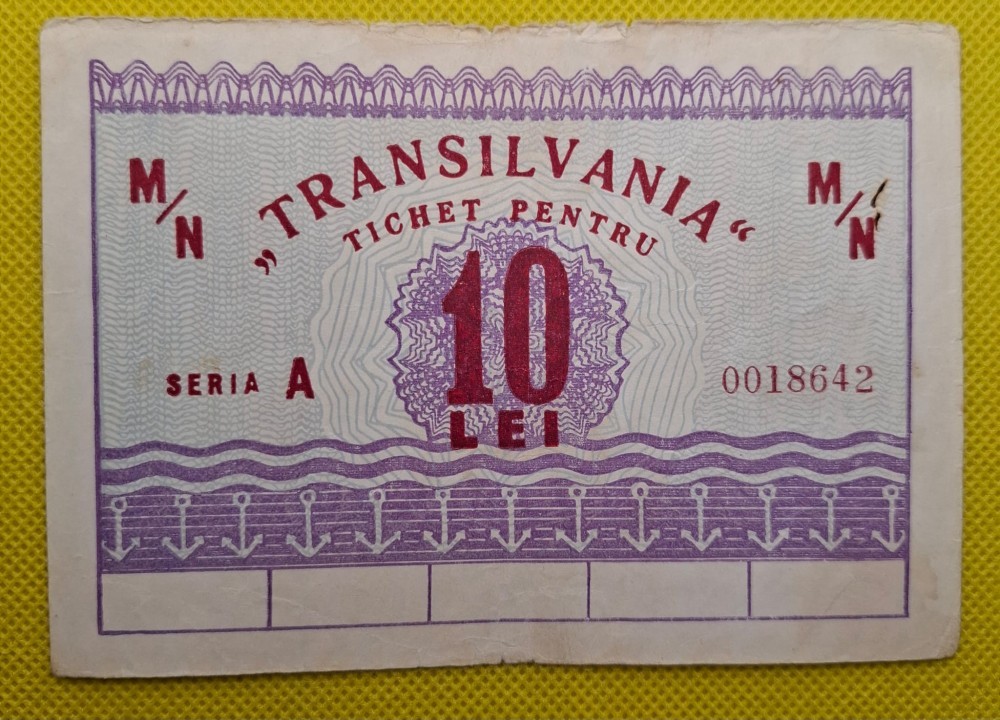 M/N „TRANSILVANIA“ M/N
TICHET PENTRU
10
LEI
SERIA A
0018642